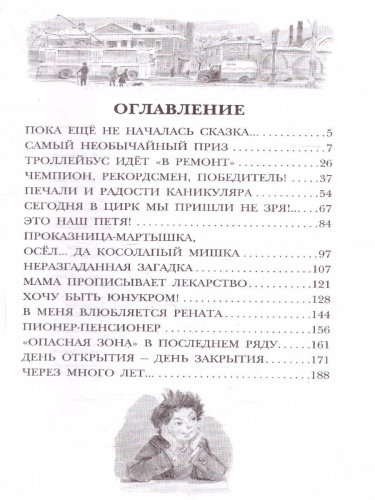 ОГЛАВЛЕНИЕ
ПОКА ЕЩЁ НЕ НАЧАЛАСЬ СКАЗКА... 5
САМЫЙ НЕОБЫЧАЙНЫЙ ПРИЗ 7
ТРОЛЛЕЙБУС ИДЁТ «В РЕМОНТ» 26
ЧЕМПИОН, РЕКОРДСМЕН, ПОБЕДИТЕЛЬ! 37
ПЕЧАЛИ И РАДОСТИ КАНИКУЛЯРА 54
СЕГОДНЯ В ЦИРК МЫ ПРИШЛИ НЕ ЗРЯ!... 67
ЭТО НАШ ПЕТЯ! 84
ПРОКАЗНИЦА-МАРТЫШКА,
ОСЁЛ... ДА КОСОЛАПЫЙ МИШКА 97
НЕРАЗГАДАННАЯ ЗАГАДКА 107
МАМА ПРОПИСЫВАЕТ ЛЕКАРСТВО 121
ХОЧУ БЫТЬ ЮНУКРОМ! 128
В МЕНЯ ВЛЮБЛЯЕТСЯ РЕНАТА 144
ПИОНЕР-ПЕНСИОНЕР 156
«ОПАСНАЯ ЗОНА» В ПОСЛЕДНЕМ РЯДУ 161
ДЕНЬ ОТКРЫТИЯ — ДЕНЬ ЗАКРЫТИЯ 171
ЧЕРЕЗ МНОГО ЛЕТ... 188